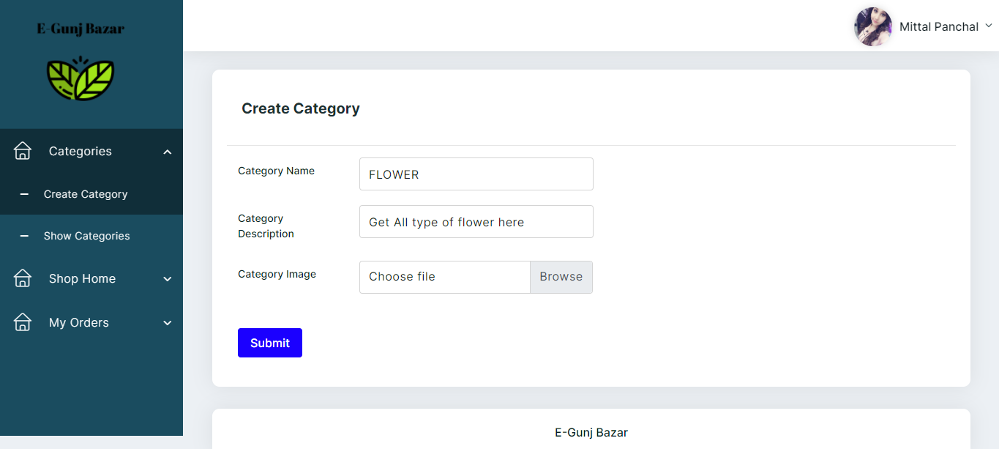 E-Gunj Bazar
Mittal Panchal
Categories
Create Category
Show Categories
Shop Home
My Orders
Create Category
Category Name
FLOWER
Category
Description
Get All type of flower here
Category Image
Choose file
Browse
Submit
E-Gunj Bazar